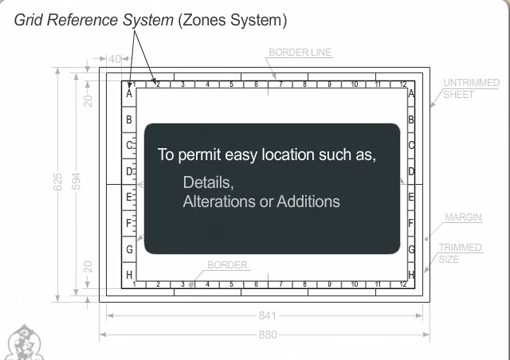 Grid Reference System (Zones System)
BORDER LINE
40
1 2 3 4 5 6 7 8 9 10 11 12
UNTRIMMED
SHEET
20
A A
B B
C C
D D
E E
F F
G G
H H
To permit easy location such as,
Details,
Alterations or Additions
625
594
MARGIN
TRIMMED
SIZE
BORDER
20
1 2 3 4 5 6 7 8 9 10 11 12
841
880